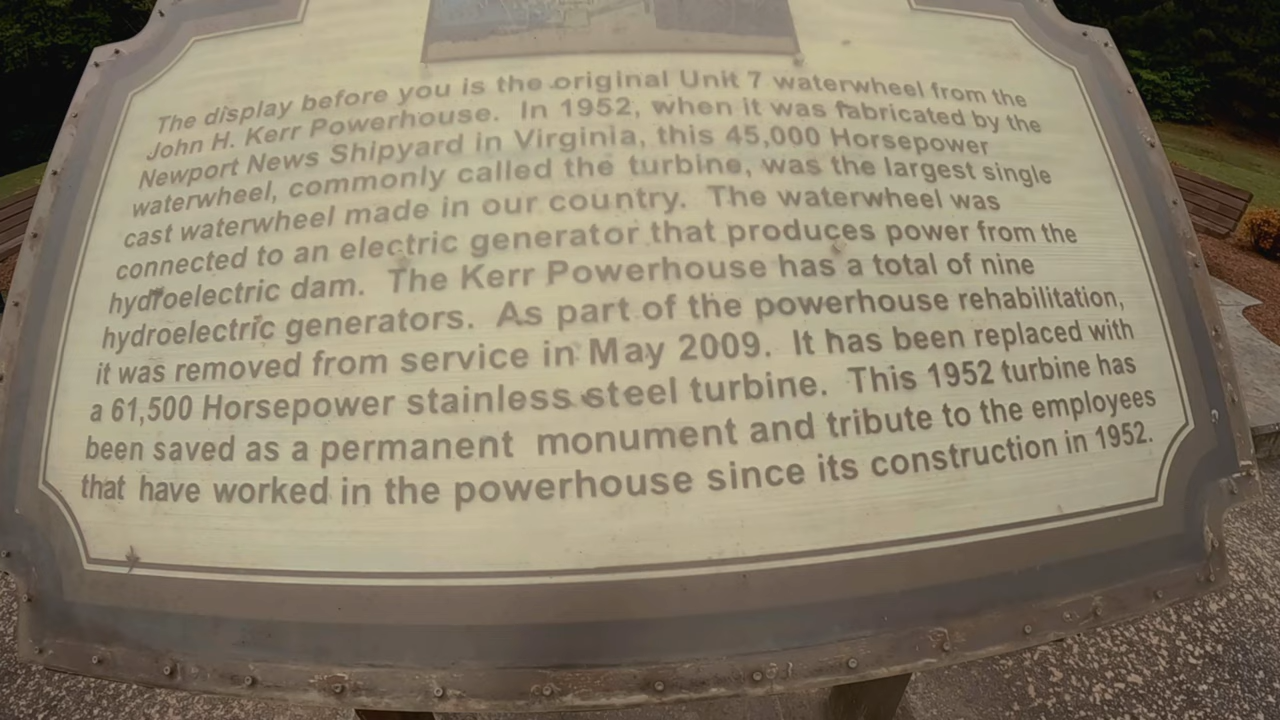 The display before you is the original Unit 7 waterwheel from the
John H. Kerr Powerhouse. In 1952, when it was fabricated by the
Newport News Shipyard in Virginia, this 45,000 Horsepower
waterwheel, commonly called the turbine, was the largest single
cast waterwheel made in our country. The waterwheel was
connected to an electric generator that produces power from the
hydroelectric dam. The Kerr Powerhouse has a total of nine
hydroelectric generators. As part of the powerhouse rehabilitation,
it was removed from service in May 2009. It has been replaced with
a 61,500 Horsepower stainless steel turbine. This 1952 turbine has
been saved as a permanent monument and tribute to the employees
that have worked in the powerhouse since its construction in 1952.